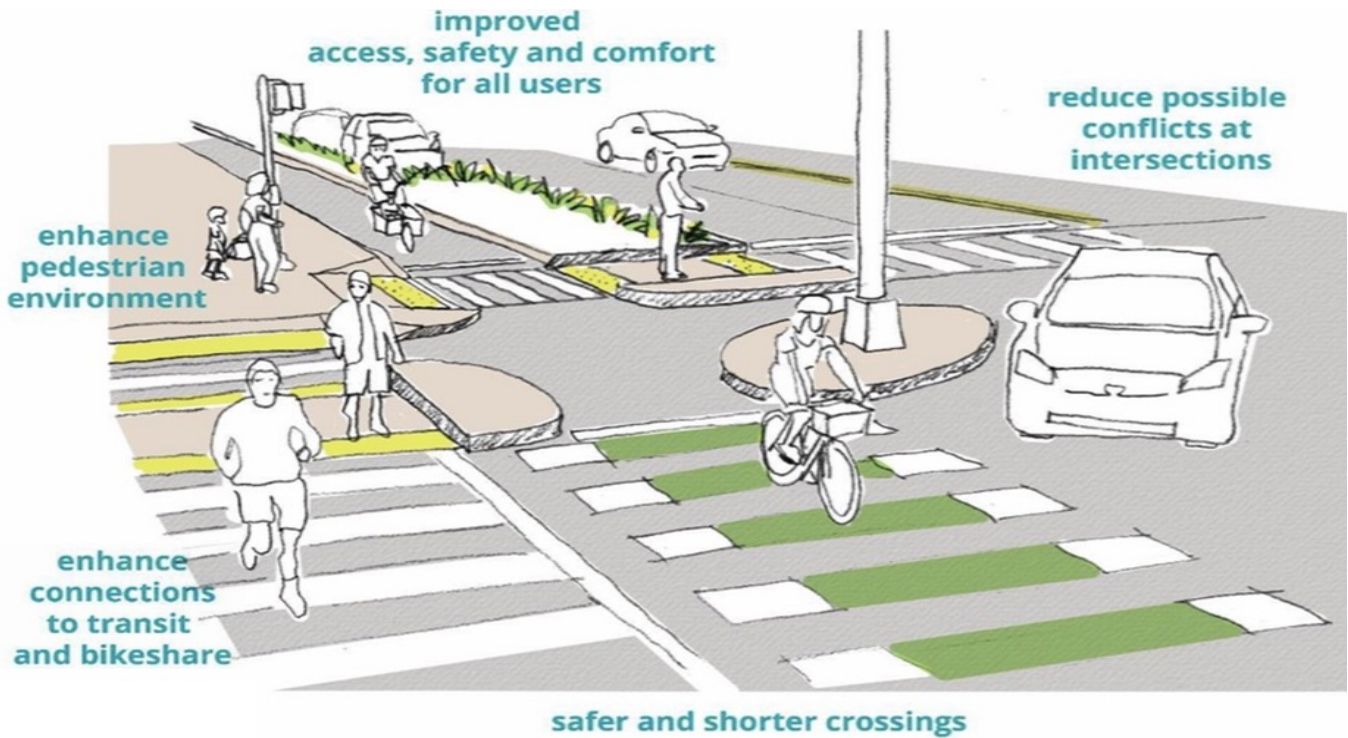 improved
access, safety and comfort
for all users
reduce possible
conflicts at
intersections
enhance
pedestrian
environment
enhance
connections
to transit
and bikeshare
safer and shorter crossings